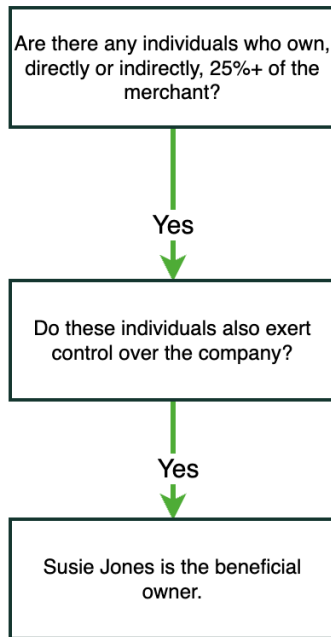 Are there any individuals who own,
directly or indirectly, 25%+ of the
merchant?
Yes
Do these individuals also exert
control over the company?
Yes
Susie Jones is the beneficial
owner.